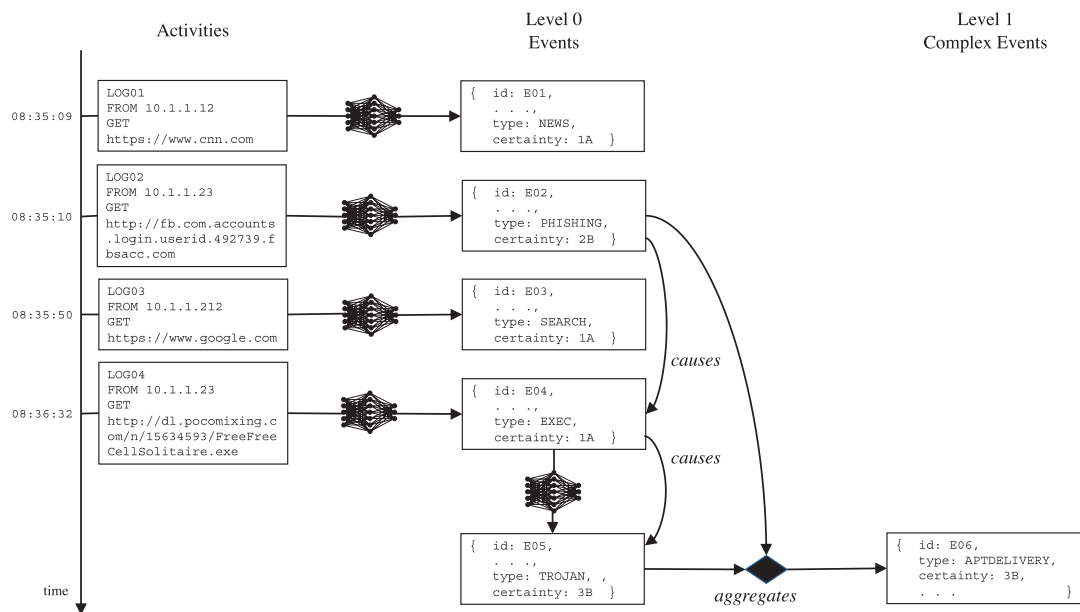 Activities
Level 0
Events
Level 1
Complex Events
08:35:09
LOG01
FROM 10.1.1.12
GET
https://www.cnn.com
{ id: E01,
. . .,
type: NEWS,
certainty: 1A }
08:35:10
LOG02
FROM 10.1.1.23
GET
http://fb.com.accounts
.login.userid.492739.f
bsacc.com
{ id: E02,
. . .,
type: PHISHING,
certainty: 2B }
08:35:50
LOG03
FROM 10.1.1.212
GET
https://www.google.com
{ id: E03,
. . .,
type: SEARCH,
certainty: 1A }
causes
08:36:32
LOG04
FROM 10.1.1.23
GET
http://dl.pocomixing.c
om/n/15634593/FreeFree
CellSolitaire.exe
{ id: E04,
. . .,
type: EXEC,
certainty: 1A }
causes
{ id: E05,
. . .,
type: TROJAN, ,
certainty: 3B }
aggregates
{ id: E06,
type: APTDELIVERY,
certainty: 3B,
. . . }
time